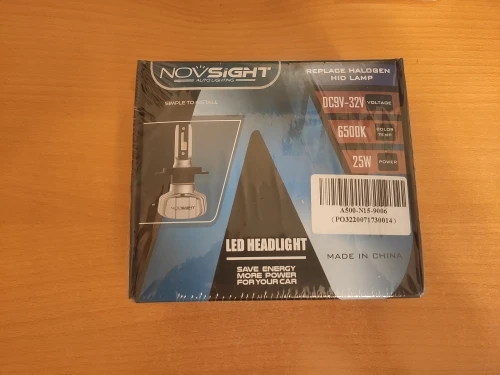 NOVSIGHT
AUTO LIGHTING
SIMPLE TO INSTALL
REPLACE HALOGEN
HID LAMP
DC9V-32V VOLTAGE
6500K COLOR TEMP
25W POWER
A500-N15-9006
(PO3220071730014)
LED HEADLIGHT
SAVE ENERGY
MORE POWER
FOR YOUR CAR
MADE IN CHINA